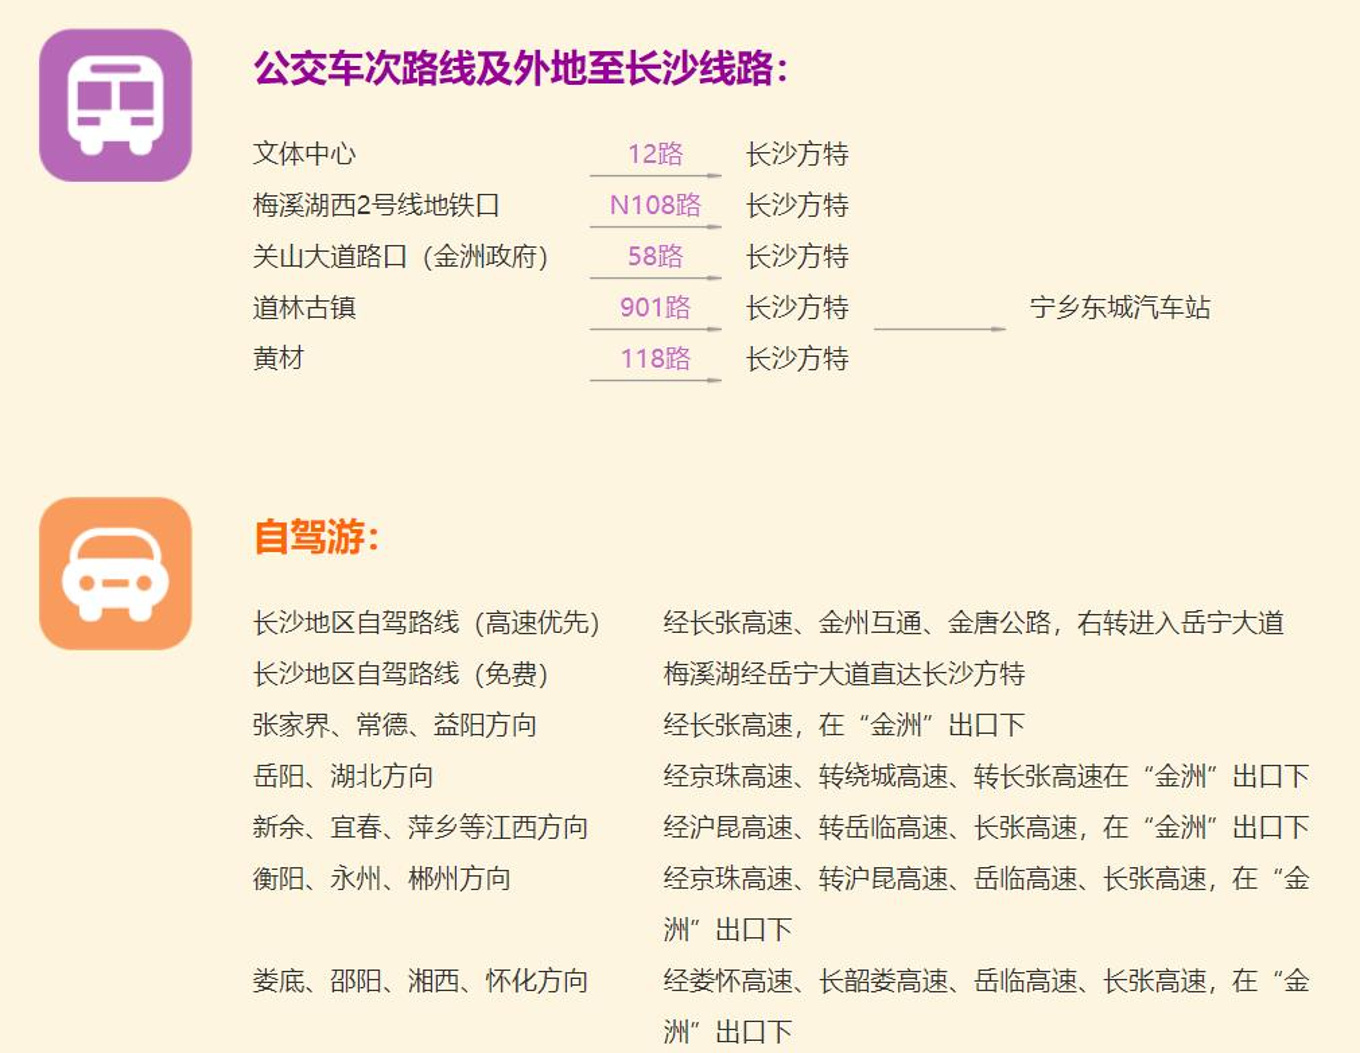 公交车次路线及外地至长沙线路：
文体中心 12路 长沙方特
梅溪湖西2号线地铁口 N108路 长沙方特
关山大道路口（金洲政府） 58路 长沙方特
道林古镇 901路 长沙方特 宁乡东城汽车站
黄材 118路 长沙方特
自驾游：
长沙地区自驾路线（高速优先） 经长张高速、金州互通、金唐公路，右转进入岳宁大道
长沙地区自驾路线（免费） 梅溪湖经岳宁大道直达长沙方特
张家界、常德、益阳方向 经长张高速，在“金洲”出口下
岳阳、湖北方向 经京珠高速、转绕城高速、转长张高速在“金洲”出口下
新余、宜春、萍乡等江西方向 经沪昆高速、转岳临高速、长张高速，在“金洲”出口下
衡阳、永州、郴州方向 经京珠高速、转沪昆高速、岳临高速、长张高速，在“金
洲”出口下
娄底、邵阳、湘西、怀化方向 经娄怀高速、长韶娄高速、岳临高速、长张高速，在“金
洲”出口下